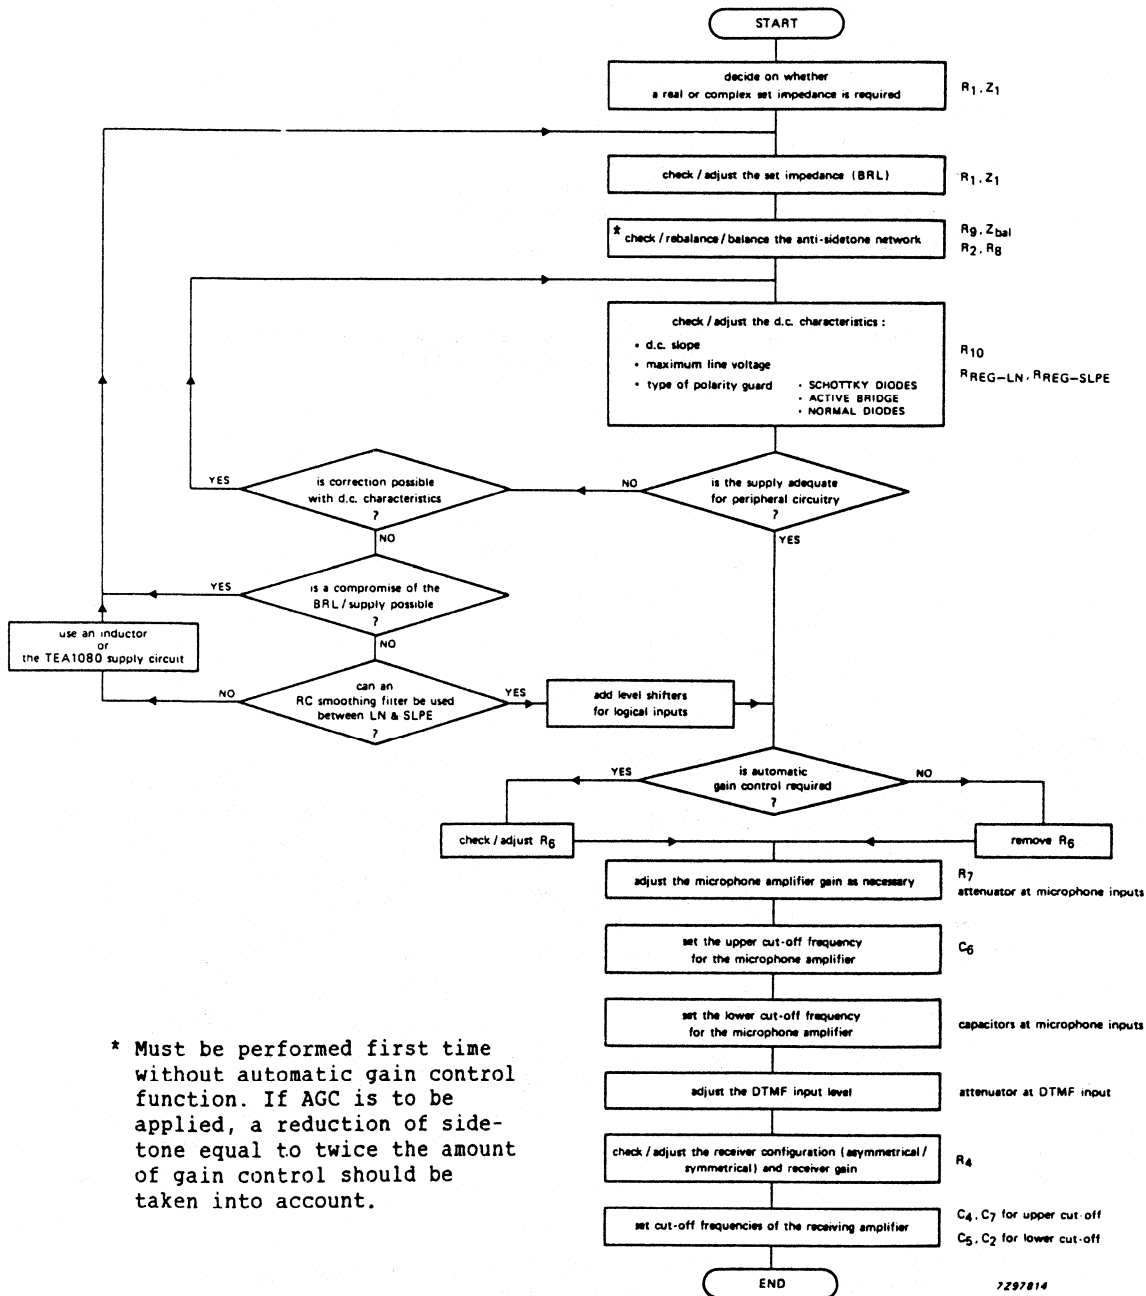 START
decide on whether
a real or complex set impedance is required
R1, Z1
check / adjust the set impedance (BRL)
R1, Z1
* check / rebalance / balance the anti-sidetone network
R9, Zbal
R2, R8
check / adjust the d.c. characteristics :
• d.c. slope
• maximum line voltage
• type of polarity guard
• SCHOTTKY DIODES
• ACTIVE BRIDGE
• NORMAL DIODES
R10
RREG-LN, RREG-SLPE
is the supply adequate
for peripheral circuitry
?
NO
YES
is correction possible
with d.c. characteristics
?
YES
NO
is a compromise of the
BRL / supply possible
?
YES
NO
use an inductor
or
the TEA1080 supply circuit
can an
RC smoothing filter be used
between LN & SLPE
?
NO
YES
add level shifters
for logical inputs
is automatic
gain control required
?
YES
NO
check / adjust R6
remove R6
adjust the microphone amplifier gain as necessary
R7
attenuator at microphone inputs
set the upper cut-off frequency
for the microphone amplifier
C6
set the lower cut-off frequency
for the microphone amplifier
capacitors at microphone inputs
adjust the DTMF input level
attenuator at DTMF input
check / adjust the receiver configuration (asymmetrical /
symmetrical) and receiver gain
R4
set cut-off frequencies of the receiving amplifier
C4, C7 for upper cut-off
C5, C2 for lower cut-off
END
7Z97814
* Must be performed first time
without automatic gain control
function. If AGC is to be
applied, a reduction of side-
tone equal to twice the amount
of gain control should be
taken into account.